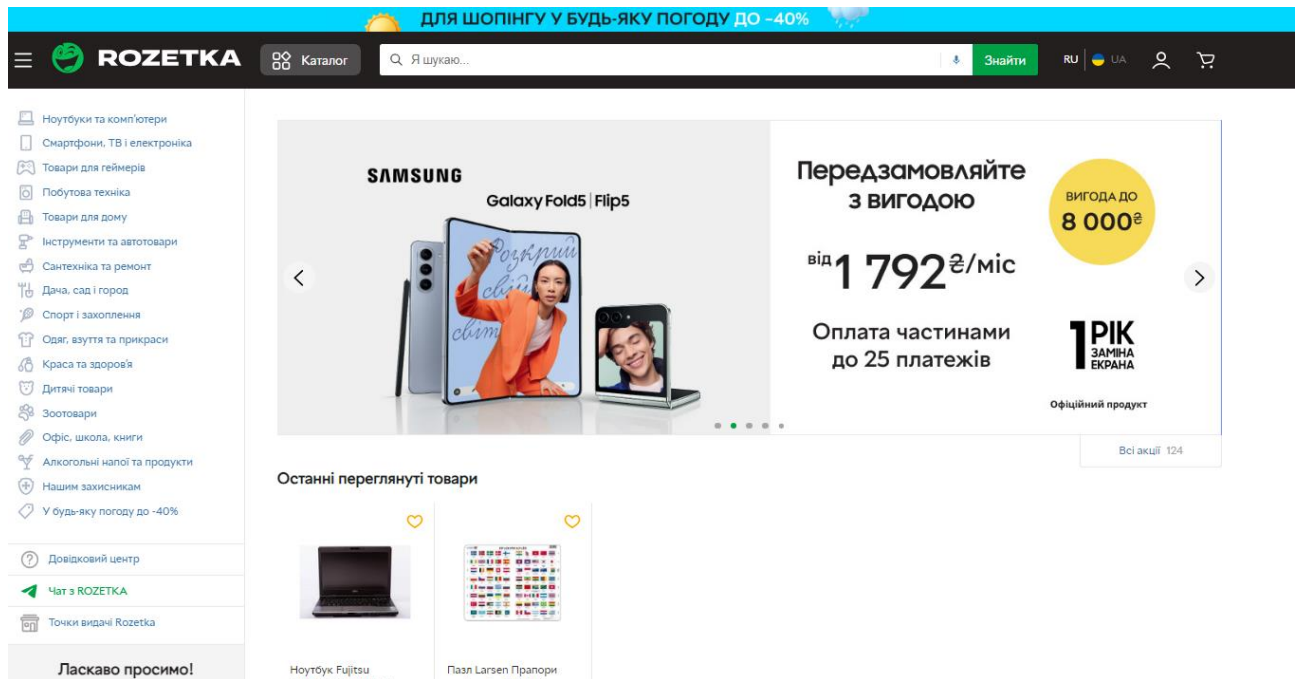 ДЛЯ ШОПІНГУ У БУДЬ-ЯКУ ПОГОДУ ДО -40%
ROZETKA
Каталог
Я шукаю...
Знайти
RU
UA
Ноутбуки та комп'ютери
Смартфони, ТВ і електроніка
Товари для геймерів
Побутова техніка
Товари для дому
Інструменти та автотовари
Сантехніка та ремонт
Дача, сад і город
Спорт і захоплення
Одяг, взуття та прикраси
Краса та здоров'я
Дитячі товари
Зоотовари
Офіс, школа, книги
Алкогольні напої та продукти
Нашим захисникам
У будь-яку погоду до -40%
Довідковий центр
Чат з ROZETKA
Точки видачі Rozetka
Ласкаво просимо!
SAMSUNG
Galaxy Fold5 | Flip5
Розкрий
свій
світ
Передзамовляйте
з вигодою
від 1 792 ₴/міс
Оплата частинами
до 25 платежів
ВИГОДА ДО
8 000₴
1 РІК
ЗАМІНА
ЕКРАНА
Офіційний продукт
Всі акції 124
Останні переглянуті товари
Ноутбук Fujitsu
Пазл Larsen Прапори